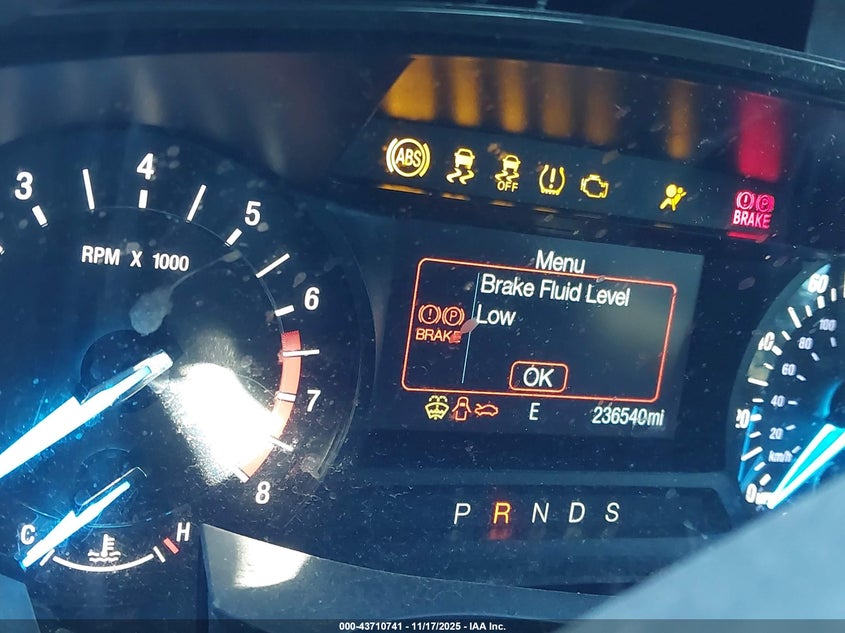 ABS
OFF
BRAKE
3
4
5
6
7
8
RPM X 1000
Menu
Brake Fluid Level
Low
BRAKE
OK
E
236540mi
P R N D S
C
H
60
100
80
60
40
20
20
km/h
0
000-43710741 - 11/17/2025 - IAA Inc.